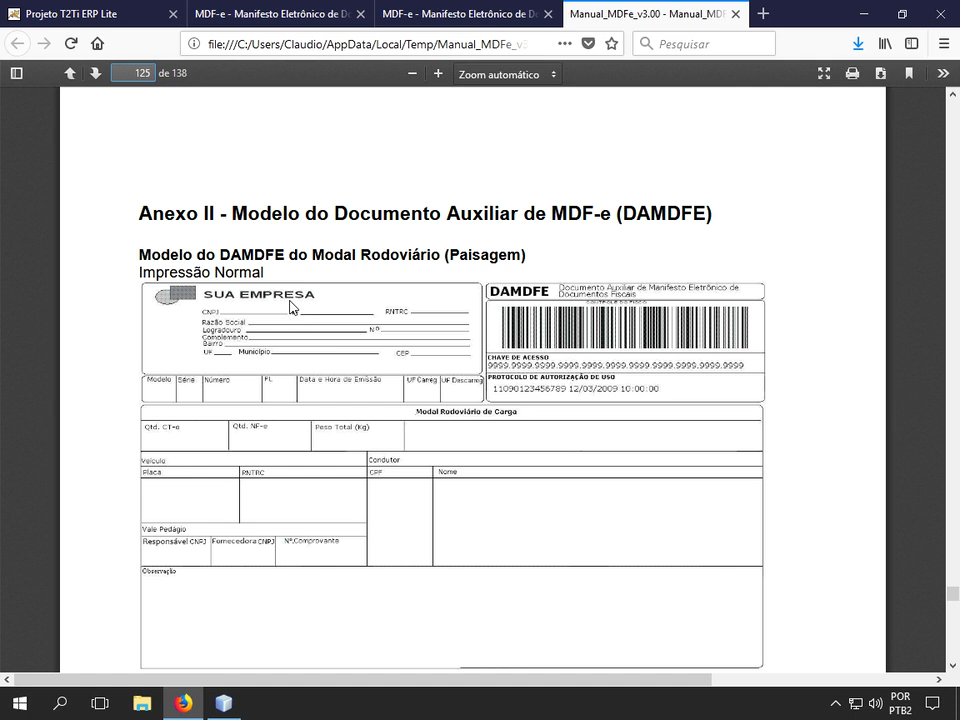 Projeto T2Ti ERP Lite
MDF-e - Manifesto Eletrônico de D
MDF-e - Manifesto Eletrônico de D
Manual_MDFe_v3.00 - Manual_MDF
file:///C:/Users/Claudio/AppData/Local/Temp/Manual_MDFe_v3
Pesquisar
125 de 138
Zoom automático
Anexo II - Modelo do Documento Auxiliar de MDF-e (DAMDFE)
Modelo do DAMDFE do Modal Rodoviário (Paisagem)
Impressão Normal
SUA EMPRESA
CNPJ RNTRC
Razão Social
Logradouro Nº
Complemento
Bairro
UF Município CEP
DAMDFE Documento Auxiliar de Manifesto Eletrônico de
Documentos Fiscais
CONTROLE DO FISCO
CHAVE DE ACESSO
9999.9999.9999.9999.9999.9999.9999.9999.9999.9999.9999
PROTOCOLO DE AUTORIZAÇÃO DE USO
11090123456789 12/03/2009 10:00:00
Modelo Série Número FL Data e Hora de Emissão UF Carreg UF Descarreg
Modal Rodoviário de Carga
Qtd. CT-e Qtd. NF-e Peso Total (Kg)
Veículo Condutor
Placa RNTRC CPF Nome
Vale Pedágio
Responsável CNPJ Fornecedora CNPJ Nº.Comprovante
Observação
POR
PTB2